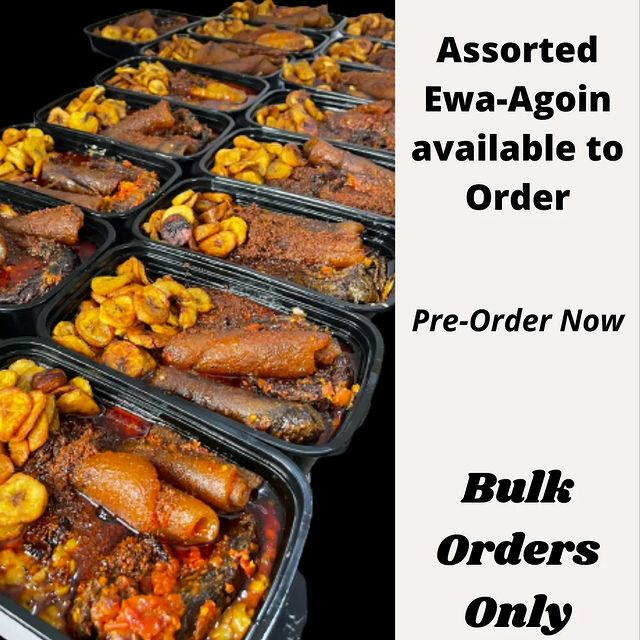 Assorted
Ewa-Agoin
available to
Order
Pre-Order Now
Bulk
Orders
Only